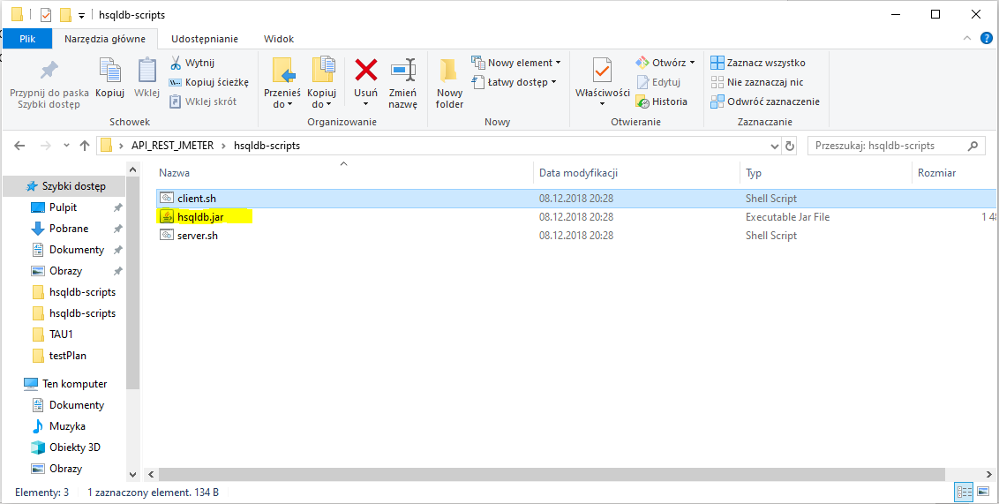 hsqldb-scripts
Plik Narzędzia główne Udostępnianie Widok
Przypnij do paska Szybki dostęp
Kopiuj
Wklej
Wytnij
Kopiuj ścieżkę
Wklej skrót
Schowek
Przenieś do
Kopiuj do
Usuń
Zmień nazwę
Organizowanie
Nowy folder
Nowy element
Łatwy dostęp
Nowy
Właściwości
Otwórz
Edytuj
Historia
Otwieranie
Zaznacz wszystko
Nie zaznaczaj nic
Odwróć zaznaczenie
Zaznaczanie
API_REST_JMETER > hsqldb-scripts
Przeszukaj: hsqldb-scripts
Szybki dostęp
Pulpit
Pobrane
Dokumenty
Obrazy
hsqldb-scripts
hsqldb-scripts
TAU1
testPlan
Ten komputer
Dokumenty
Muzyka
Obiekty 3D
Obrazy
Nazwa Data modyfikacji Typ Rozmiar
client.sh 08.12.2018 20:28 Shell Script
hsqldb.jar 08.12.2018 20:28 Executable Jar File
server.sh 08.12.2018 20:28 Shell Script
Elementy: 3 1 zaznaczony element. 134 B